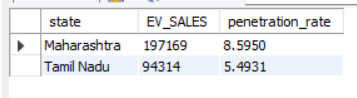 state EV_SALES penetration_rate
Maharashtra 197169 8.5950
Tamil Nadu 94314 5.4931